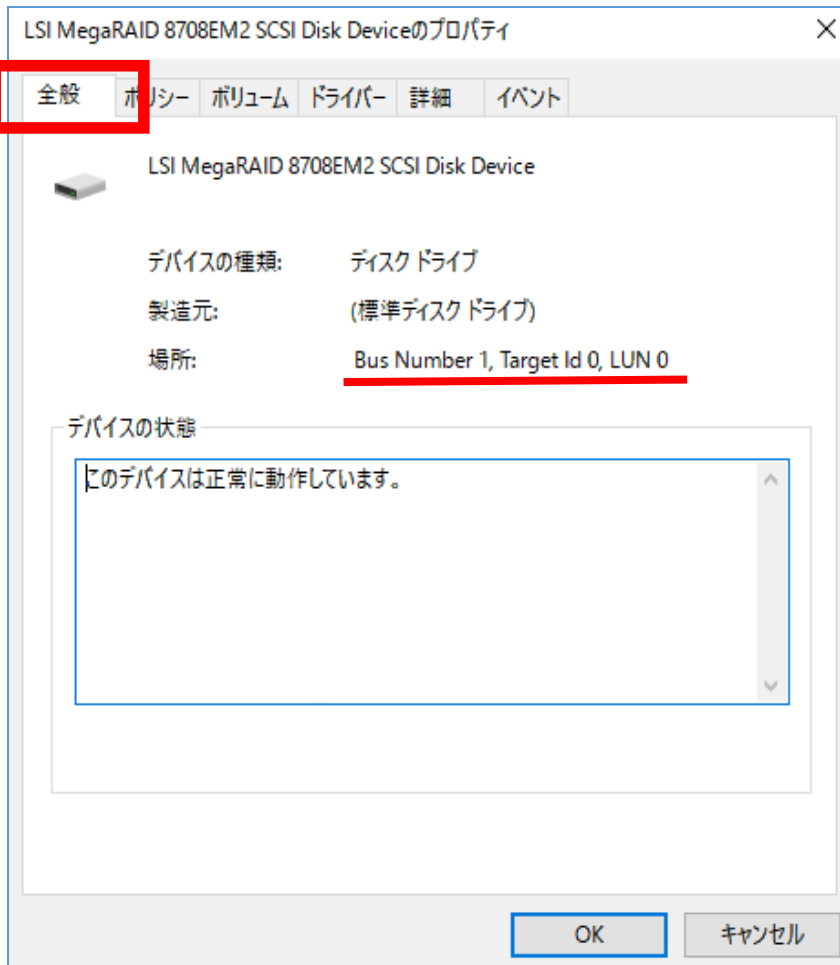 LSI MegaRAID 8708EM2 SCSI Disk Deviceのプロパティ
全般 ポリシー ボリューム ドライバー 詳細 イベント
LSI MegaRAID 8708EM2 SCSI Disk Device
デバイスの種類: ディスク ドライブ
製造元: (標準ディスク ドライブ)
場所: Bus Number 1, Target Id 0, LUN 0
デバイスの状態
このデバイスは正常に動作しています。
OK キャンセル